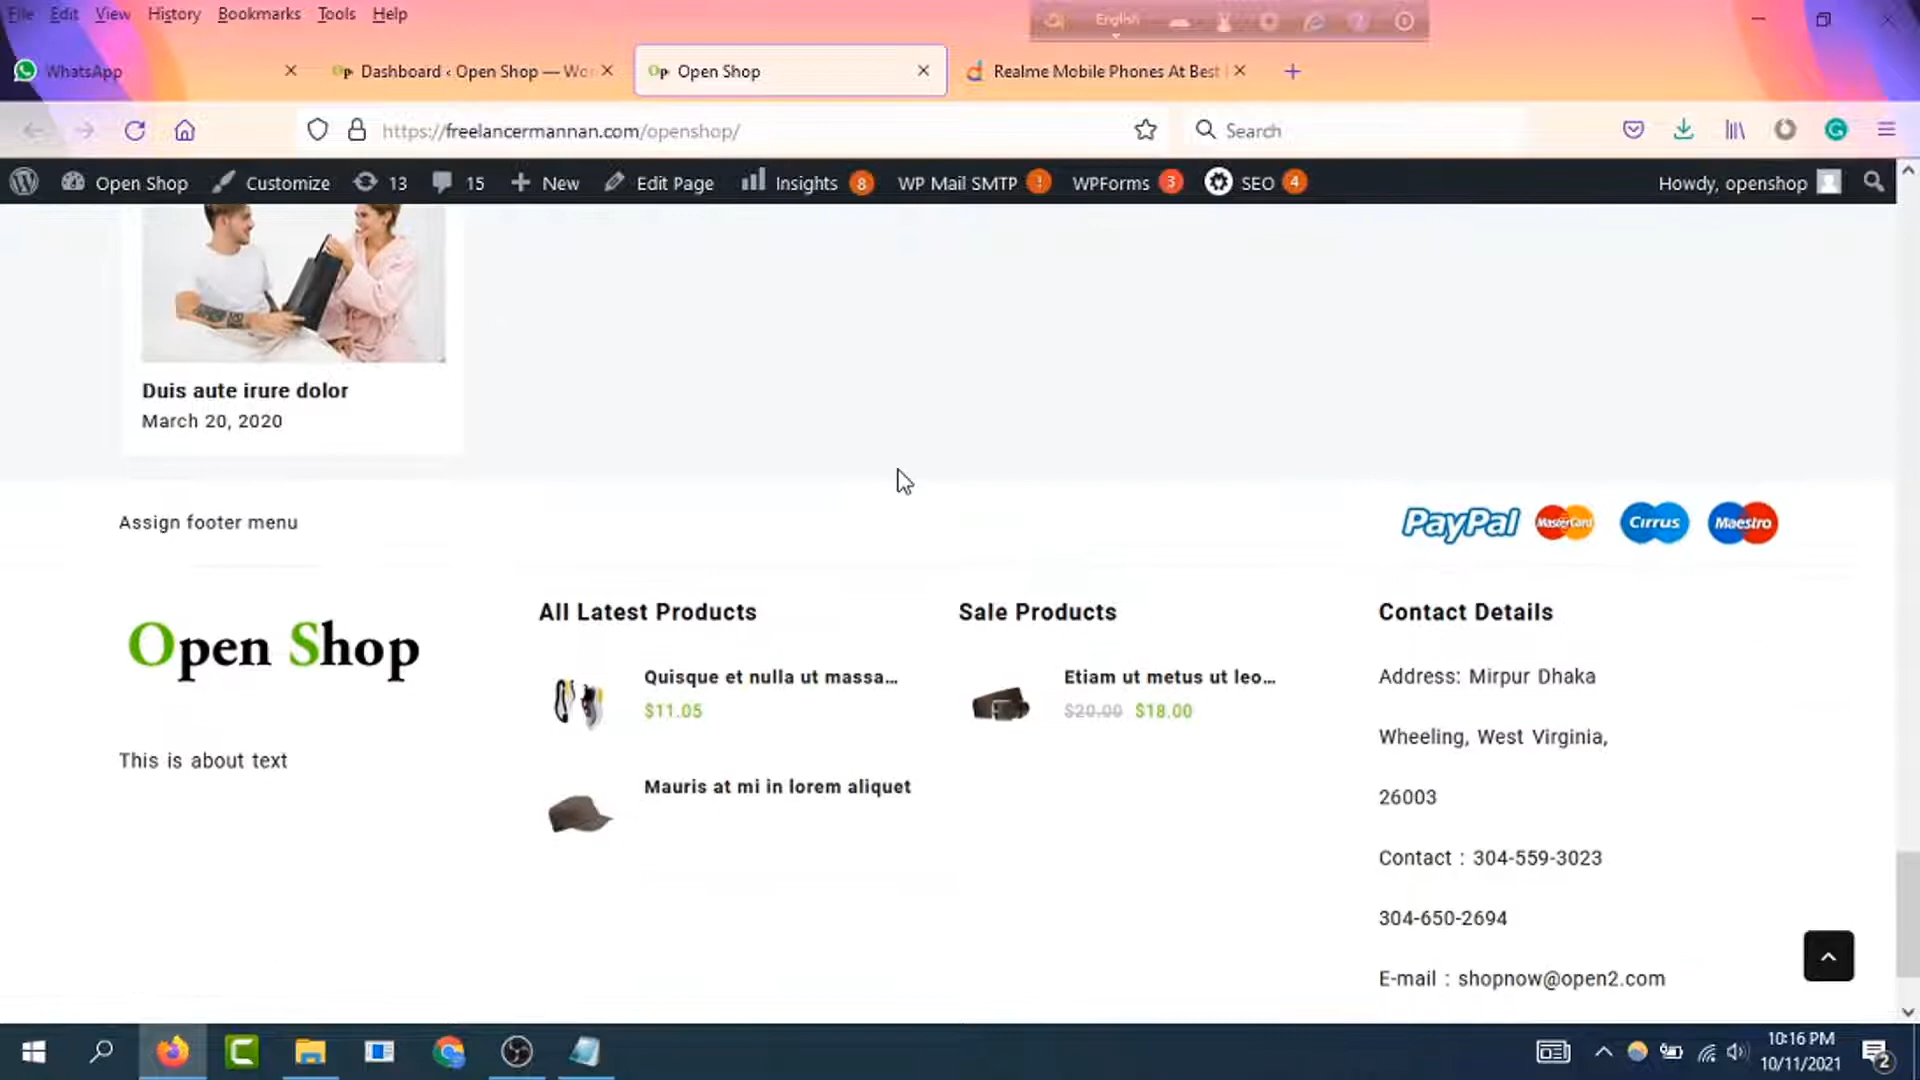 File Edit View History Bookmarks Tools Help
English
WhatsApp
Op Dashboard ‹ Open Shop — Wor
Op Open Shop
Realme Mobile Phones At Best
https://freelancermannan.com/openshop/
Search
Open Shop Customize 13 15 New Edit Page Insights 8 WP Mail SMTP ! WPForms 3 SEO 4 Howdy, openshop
Duis aute irure dolor
March 20, 2020
Assign footer menu
PayPal MasterCard Cirrus Maestro
Open Shop
This is about text
All Latest Products
Quisque et nulla ut massa...
$11.05
Mauris at mi in lorem aliquet
Sale Products
Etiam ut metus ut leo...
$20.00 $18.00
Contact Details
Address: Mirpur Dhaka
Wheeling, West Virginia,
26003
Contact : 304-559-3023
304-650-2694
E-mail : shopnow@open2.com
10:16 PM
10/11/2021
2